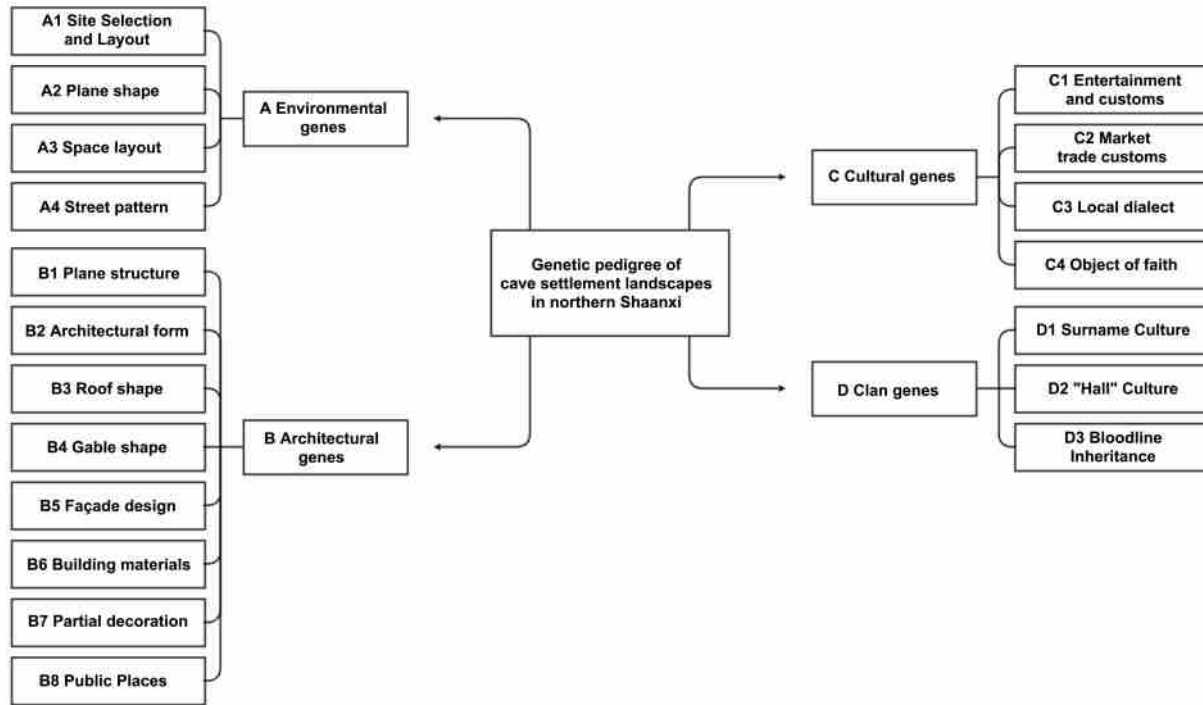 A1 Site Selection
and Layout
A2 Plane shape
A3 Space layout
A4 Street pattern
A Environmental
genes
B1 Plane structure
B2 Architectural form
B3 Roof shape
B4 Gable shape
B5 Façade design
B6 Building materials
B7 Partial decoration
B8 Public Places
B Architectural
genes
Genetic pedigree of
cave settlement landscapes
in northern Shaanxi
C Cultural genes
C1 Entertainment
and customs
C2 Market
trade customs
C3 Local dialect
C4 Object of faith
D Clan genes
D1 Surname Culture
D2 "Hall" Culture
D3 Bloodline
Inheritance